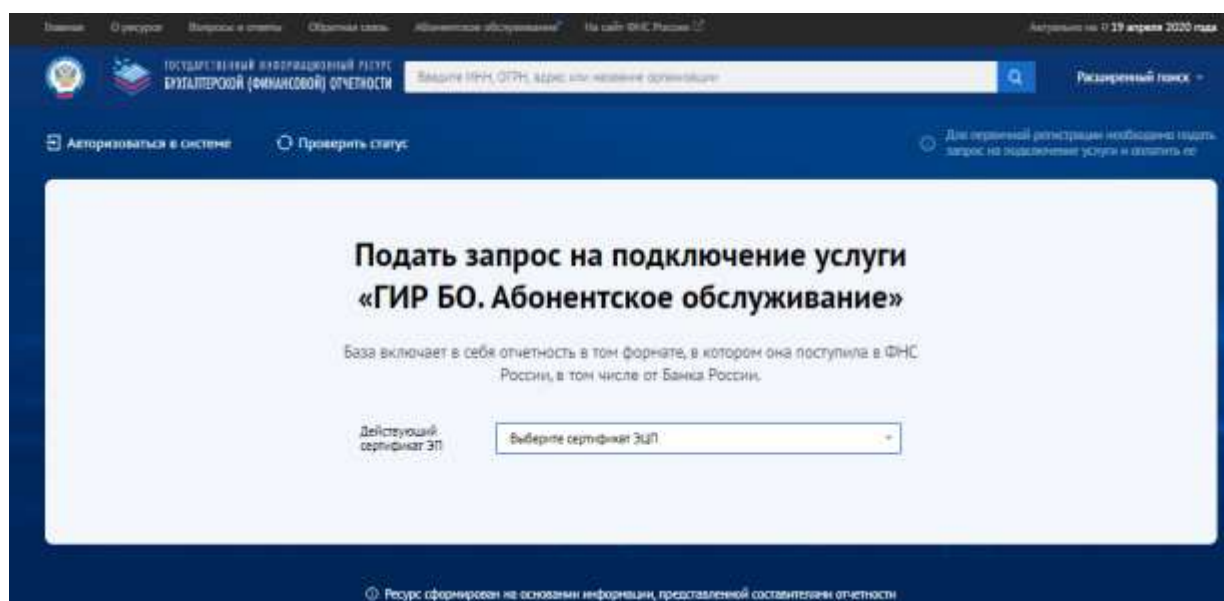 Главная О ресурсе Вопросы и ответы Обратная связь Абонентское обслуживание На сайт ФНС России
Актуально на 19 апреля 2020 года
ГОСУДАРСТВЕННЫЙ ИНФОРМАЦИОННЫЙ РЕСУРС
БУХГАЛТЕРСКОЙ (ФИНАНСОВОЙ) ОТЧЕТНОСТИ
Введите ИНН, ОГРН, адрес или название организации
Расширенный поиск
Авторизоваться в системе
Проверить статус
Для первичной регистрации необходимо подать
запрос на подключение услуги и оплатить ее
Подать запрос на подключение услуги
«ГИР БО. Абонентское обслуживание»
База включает в себя отчетность в том формате, в котором она поступила в ФНС
России, в том числе от Банка России.
Действующий
сертификат ЭП
Выберите сертификат ЭЦП
Ресурс сформирован на основании информации, представленной составителями отчетности